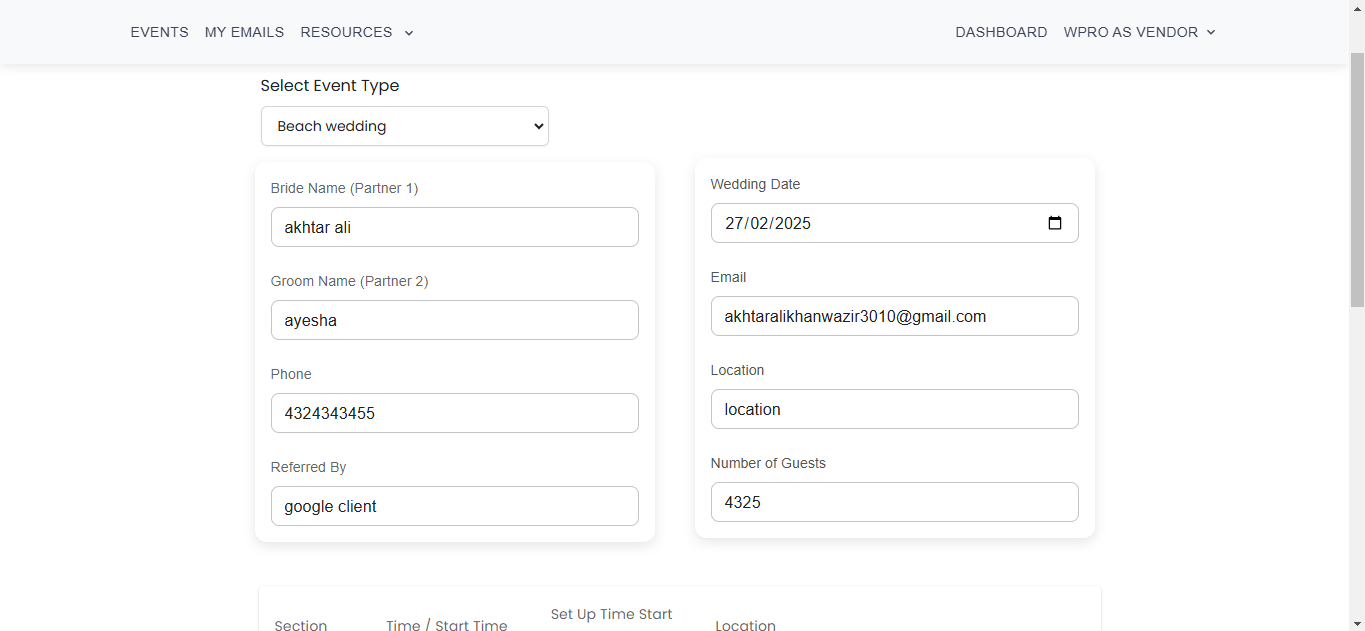 EVENTS MY EMAILS RESOURCES DASHBOARD WPRO AS VENDOR
Select Event Type
Beach wedding
Bride Name (Partner 1)
akhtar ali
Groom Name (Partner 2)
ayesha
Phone
4324343455
Referred By
google client
Wedding Date
27/02/2025
Email
akhtaralikhanwazir3010@gmail.com
Location
location
Number of Guests
4325
Section Time / Start Time Set Up Time Start Location